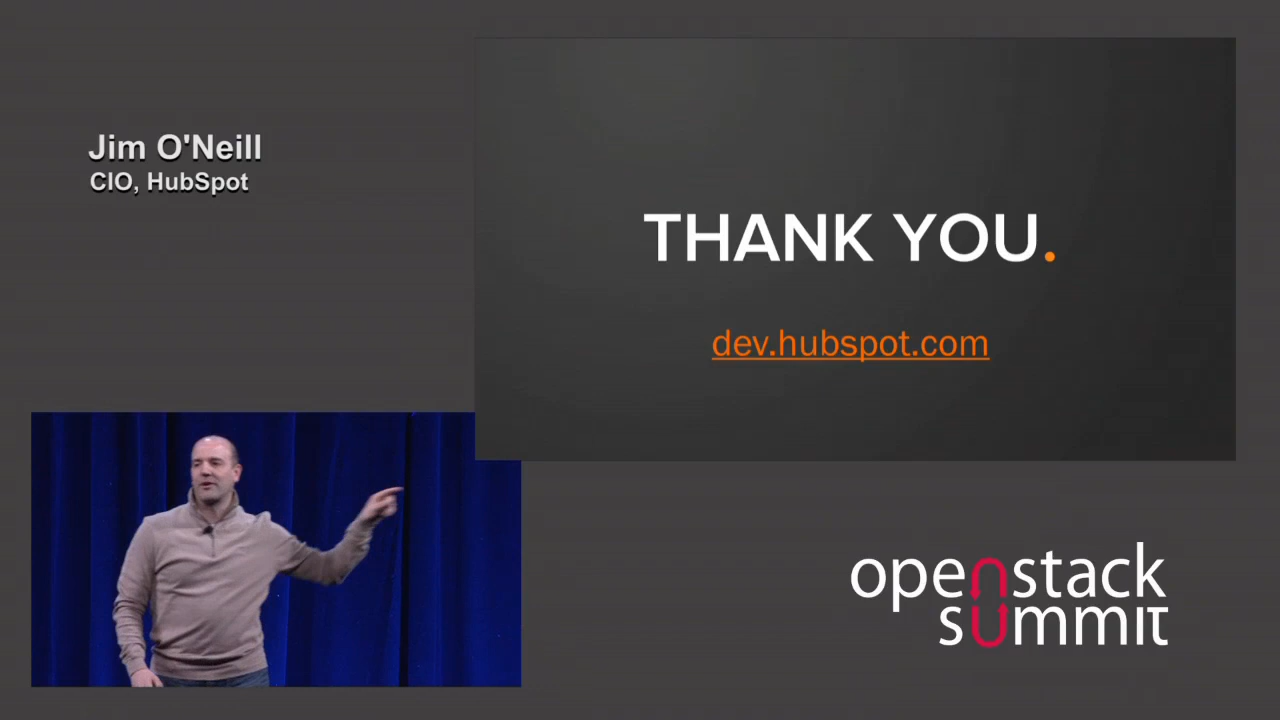 Jim O'Neill
CIO, HubSpot
THANK YOU.
dev.hubspot.com
openstack
summit